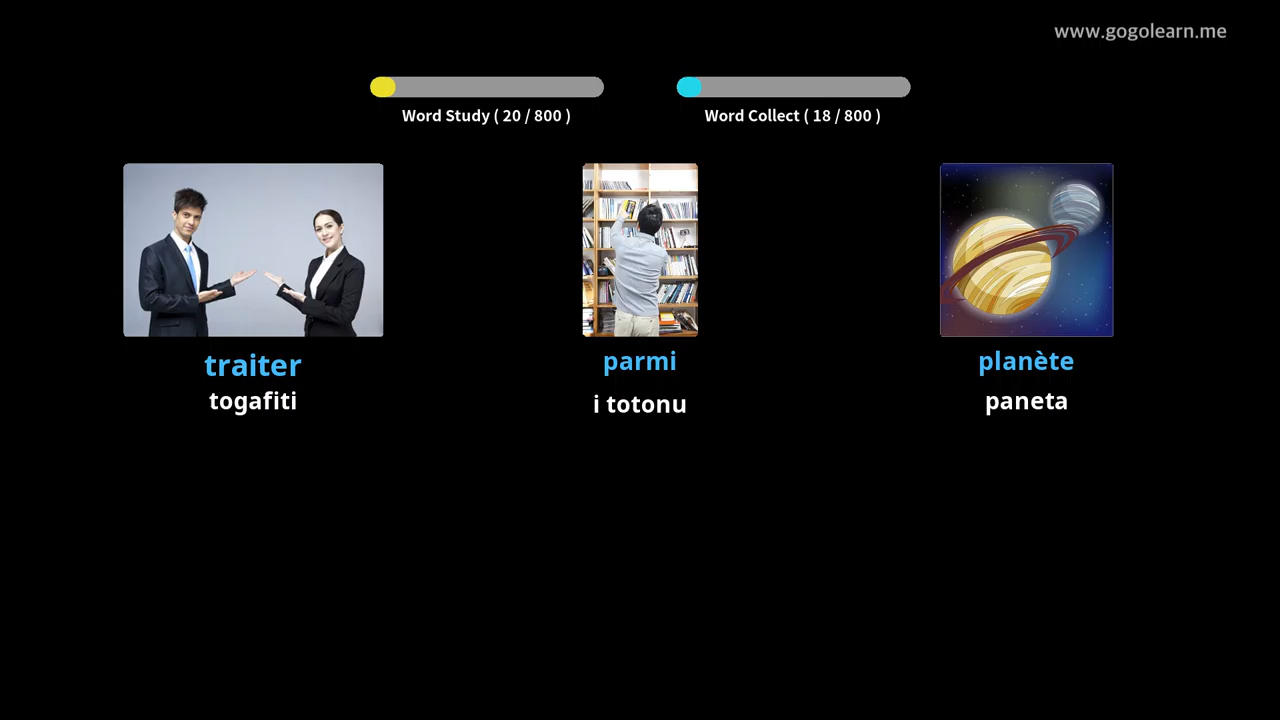 www.gogolearn.me
Word Study ( 20 / 800 )
Word Collect ( 18 / 800 )
traiter
togafiti
parmi
i totonu
planète
paneta